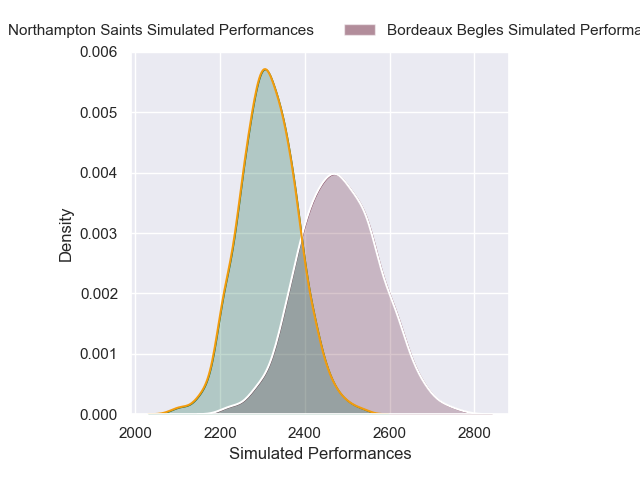 Northampton Saints Simulated Performances
Bordeaux Begles Simulated Performa
0.006
0.005
0.004
0.003
0.002
0.001
0.000
Density
2000 2200 2400 2600 2800
Simulated Performances